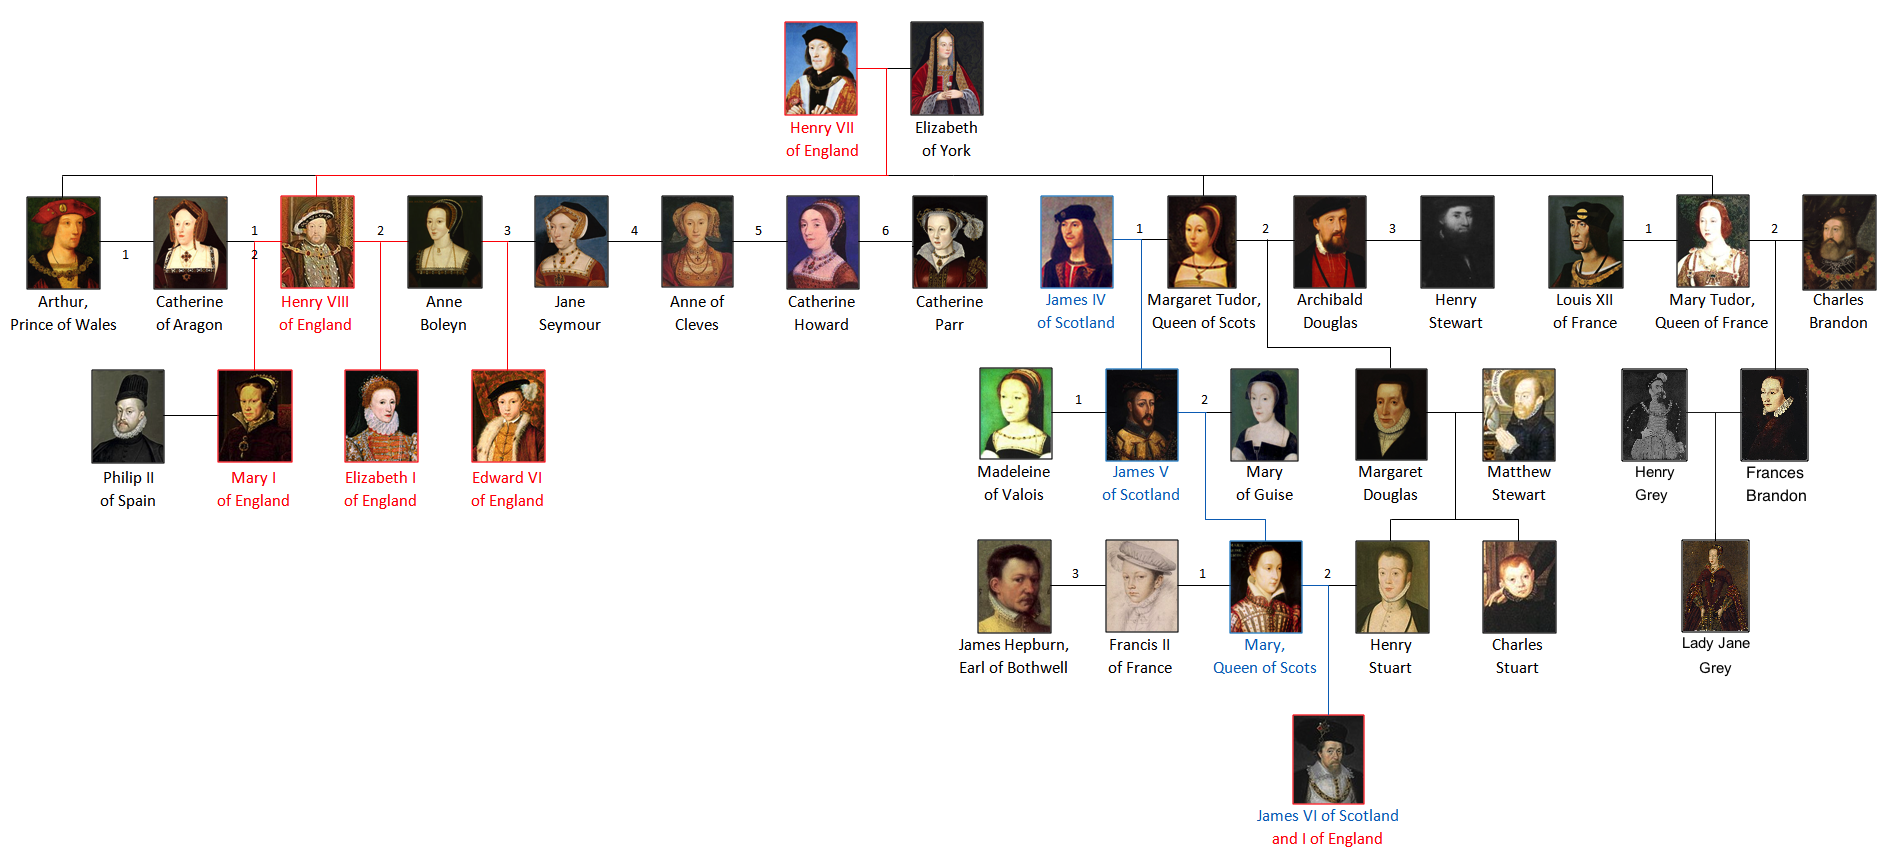 Henry VII
of England
Elizabeth
of York
1
1
2
2
3
4
5
6
1
2
3
1
2
Arthur,
Prince of Wales
Catherine
of Aragon
Henry VIII
of England
Anne
Boleyn
Jane
Seymour
Anne of
Cleves
Catherine
Howard
Catherine
Parr
James IV
of Scotland
Margaret Tudor,
Queen of Scots
Archibald
Douglas
Henry
Stewart
Louis XII
of France
Mary Tudor,
Queen of France
Charles
Brandon
1
2
Philip II
of Spain
Mary I
of England
Elizabeth I
of England
Edward VI
of England
Madeleine
of Valois
James V
of Scotland
Mary
of Guise
Margaret
Douglas
Matthew
Stewart
Henry
Grey
Frances
Brandon
3
1
2
James Hepburn,
Earl of Bothwell
Francis II
of France
Mary,
Queen of Scots
Henry
Stuart
Charles
Stuart
Lady Jane
Grey
James VI of Scotland
and I of England